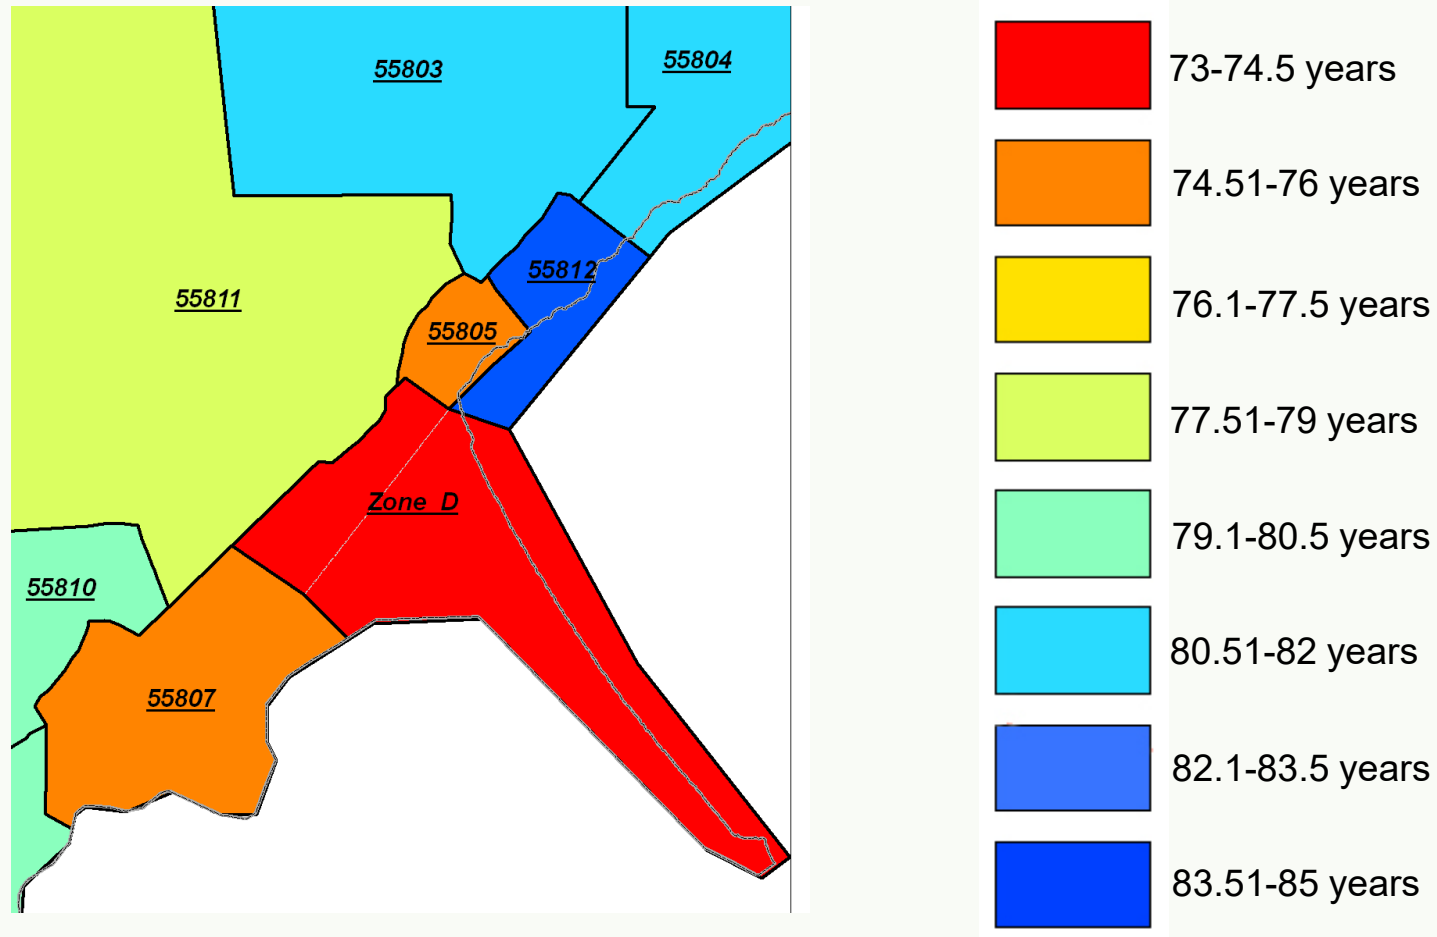 55803
55804
55811
55812
55805
Zone D
55810
55807
73-74.5 years
74.51-76 years
76.1-77.5 years
77.51-79 years
79.1-80.5 years
80.51-82 years
82.1-83.5 years
83.51-85 years